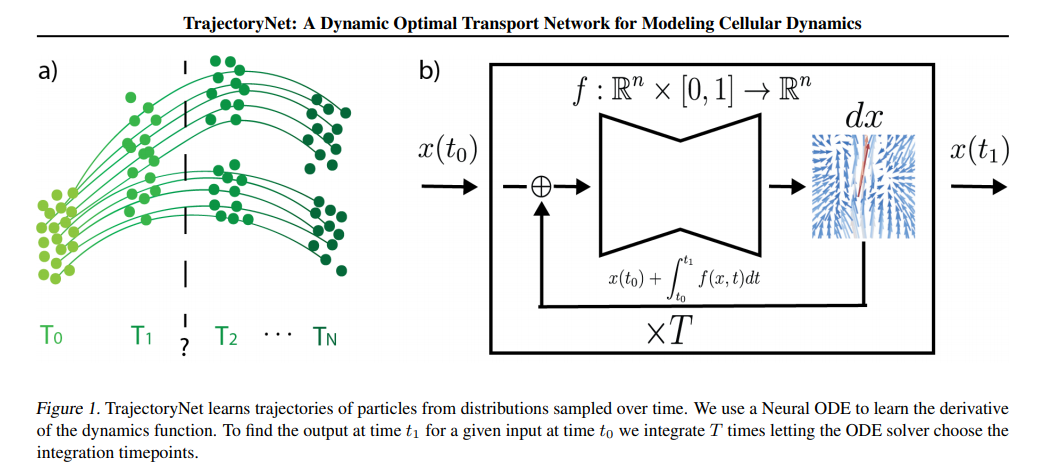 TrajectoryNet: A Dynamic Optimal Transport Network for Modeling Cellular Dynamics
a)
T₀
T₁
?
T₂
···
T_N
b)
f : ℝⁿ × [0, 1] → ℝⁿ
x(t₀)
⊕
dx
x(t₁)
x(t₀) + ∫_{t₀}^{t₁} f(x, t)dt
×T
Figure 1. TrajectoryNet learns trajectories of particles from distributions sampled over time. We use a Neural ODE to learn the derivative
of the dynamics function. To find the output at time t₁ for a given input at time t₀ we integrate T times letting the ODE solver choose the
integration timepoints.